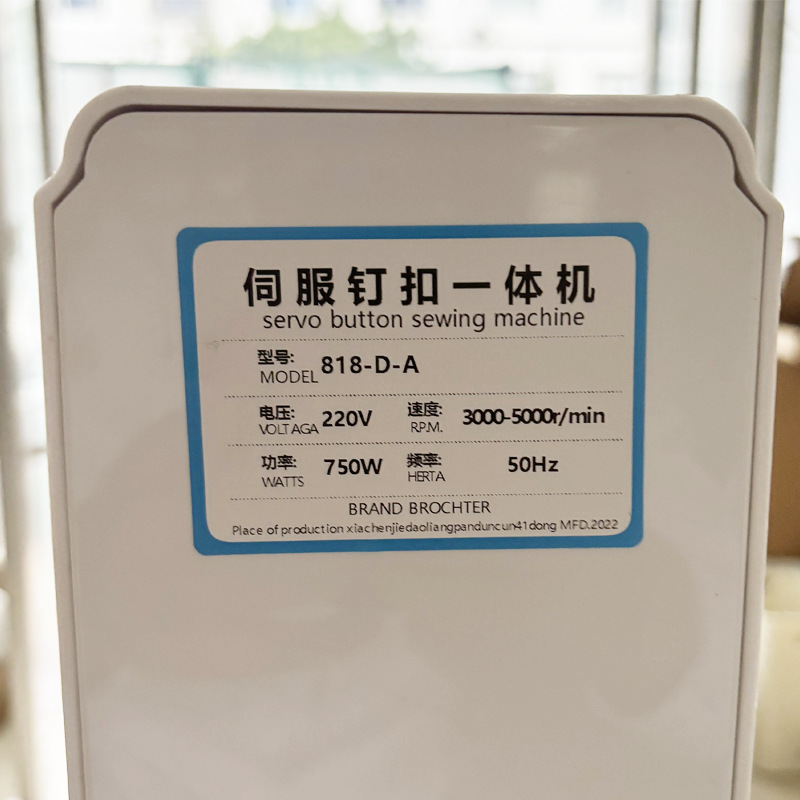 伺服钉扣一体机
servo button sewing machine
型号:
MODEL 818-D-A
电压: 220V 速度: 3000-5000r/min
VOLTAGA R.P.M.
功率: 750W 频率: 50Hz
WATTS HERTA
BRAND BROCHTER
Place of production xiachenjiedaoliangpanduncun41dong MFD.2022